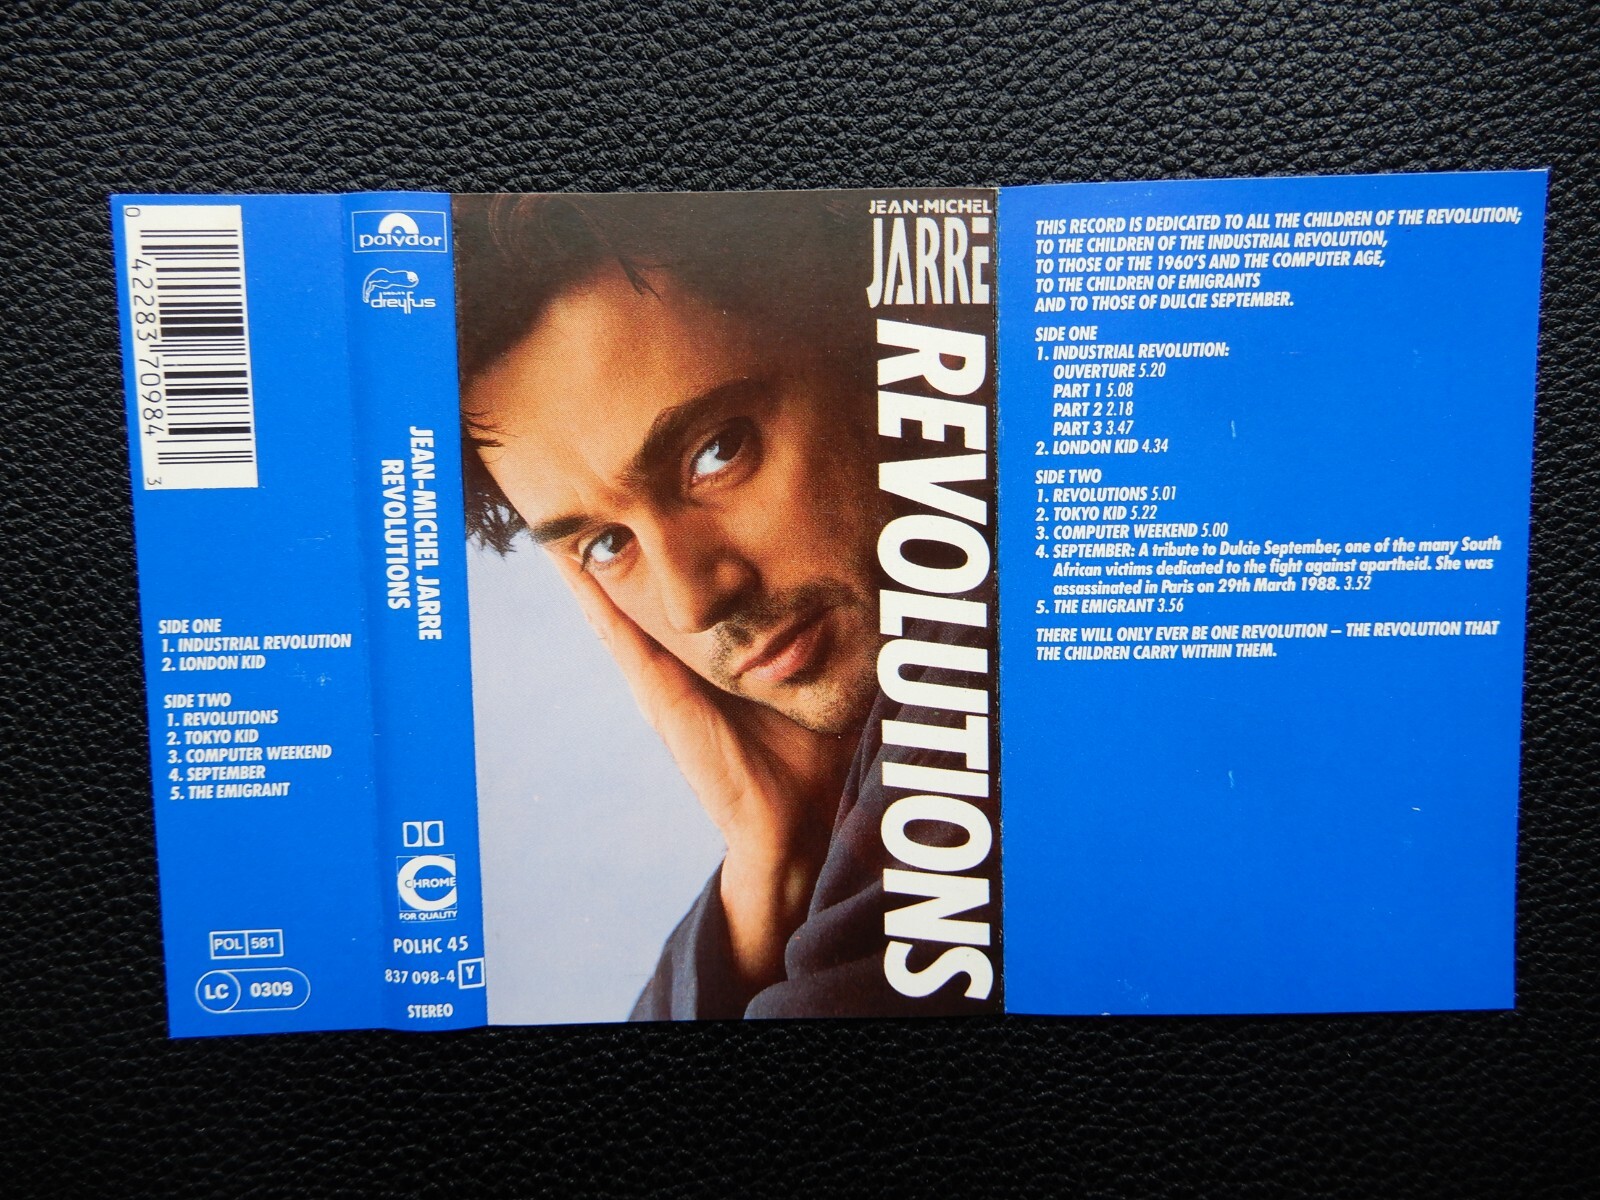 0 42283 70984 3
SIDE ONE
1. INDUSTRIAL REVOLUTION
2. LONDON KID
SIDE TWO
1. REVOLUTIONS
2. TOKYO KID
3. COMPUTER WEEKEND
4. SEPTEMBER
5. THE EMIGRANT
POL 581
LC 0309
polydor
dreyfus
JEAN-MICHEL JARRE
REVOLUTIONS
CHROME
FOR QUALITY
POLHC 45
837 098-4 Y
STEREO
JEAN-MICHEL
JARRE
REVOLUTIONS
THIS RECORD IS DEDICATED TO ALL THE CHILDREN OF THE REVOLUTION;
TO THE CHILDREN OF THE INDUSTRIAL REVOLUTION,
TO THOSE OF THE 1960'S AND THE COMPUTER AGE,
TO THE CHILDREN OF EMIGRANTS
AND TO THOSE OF DULCIE SEPTEMBER.
SIDE ONE
1. INDUSTRIAL REVOLUTION:
OUVERTURE 5.20
PART 1 5.08
PART 2 2.18
PART 3 3.47
2. LONDON KID 4.34
SIDE TWO
1. REVOLUTIONS 5.01
2. TOKYO KID 5.22
3. COMPUTER WEEKEND 5.00
4. SEPTEMBER: A tribute to Dulcie September, one of the many South
African victims dedicated to the fight against apartheid. She was
assassinated in Paris on 29th March 1988. 3.52
5. THE EMIGRANT 3.56
THERE WILL ONLY EVER BE ONE REVOLUTION – THE REVOLUTION THAT
THE CHILDREN CARRY WITHIN THEM.